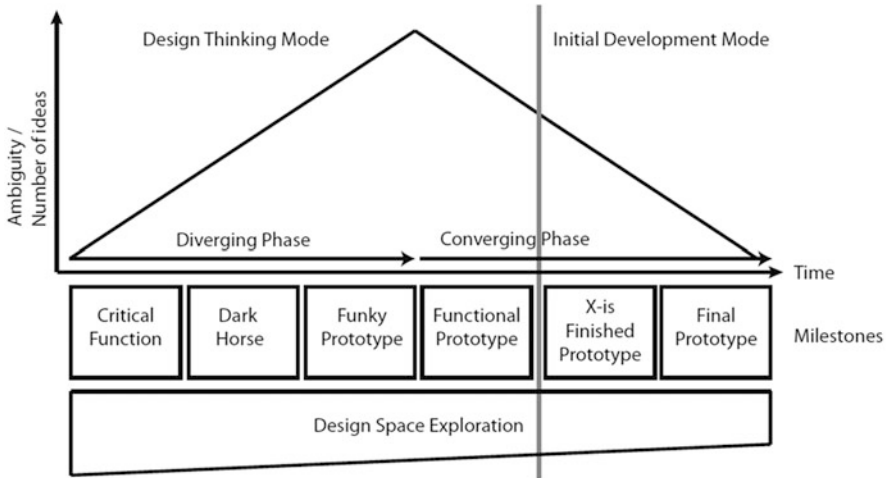 Design Thinking Mode
Initial Development Mode
Ambiguity /
Number of ideas
Diverging Phase
Converging Phase
Time
Critical
Function
Dark
Horse
Funky
Prototype
Functional
Prototype
X-is
Finished
Prototype
Final
Prototype
Milestones
Design Space Exploration